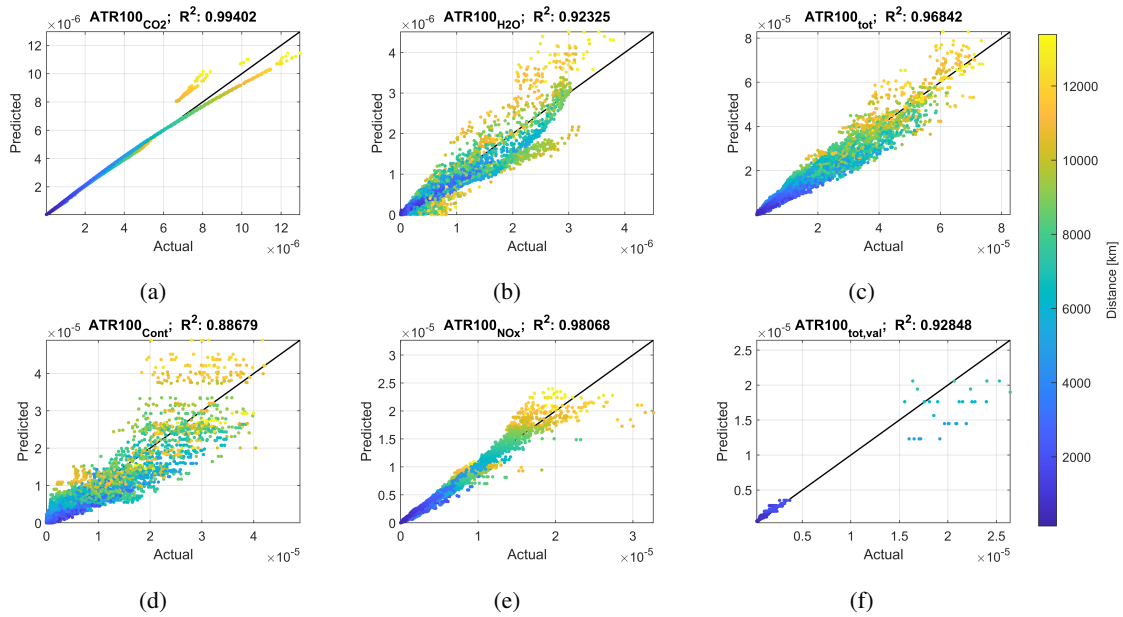 ATR100_CO2; R²: 0.99402
×10⁻⁶
Predicted
12
10
8
6
4
2
2 4 6 8 10 12
Actual
×10⁻⁶
(a)
ATR100_H2O; R²: 0.92325
×10⁻⁶
Predicted
4
3
2
1
0
0 1 2 3 4
Actual
×10⁻⁶
(b)
ATR100_tot; R²: 0.96842
×10⁻⁵
Predicted
8
6
4
2
2 4 6 8
Actual
×10⁻⁵
(c)
ATR100_Cont; R²: 0.88679
×10⁻⁵
Predicted
4
3
2
1
0
0 1 2 3 4
Actual
×10⁻⁵
(d)
ATR100_NOx; R²: 0.98068
×10⁻⁵
Predicted
3
2.5
2
1.5
1
0.5
0
0 1 2 3
Actual
×10⁻⁵
(e)
ATR100_tot,val; R²: 0.92848
×10⁻⁵
Predicted
2.5
2
1.5
1
0.5
0.5 1 1.5 2 2.5
Actual
×10⁻⁵
(f)
12000
10000
8000
6000
4000
2000
Distance [km]